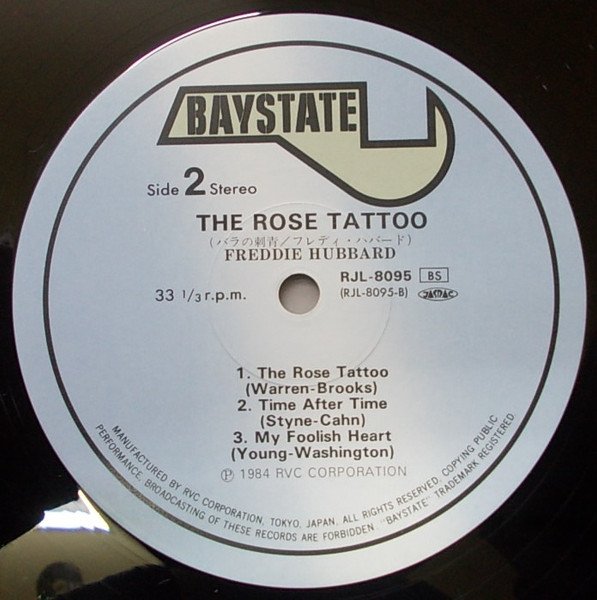 BAYSTATE
Side 2 Stereo
THE ROSE TATTOO
(バラの刺青/フレディ・ハバード)
FREDDIE HUBBARD
RJL-8095 BS
33 1/3 r.p.m. (RJL-8095-B) JASRAC
1. The Rose Tattoo
(Warren-Brooks)
2. Time After Time
(Styne-Cahn)
3. My Foolish Heart
(Young-Washington)
Ⓟ 1984 RVC CORPORATION
MANUFACTURED BY RVC CORPORATION, TOKYO, JAPAN. ALL RIGHTS RESERVED. COPYING PUBLIC
PERFORMANCE, BROADCASTING OF THESE RECORDS ARE FORBIDDEN. "BAYSTATE" TRADEMARK REGISTERED.